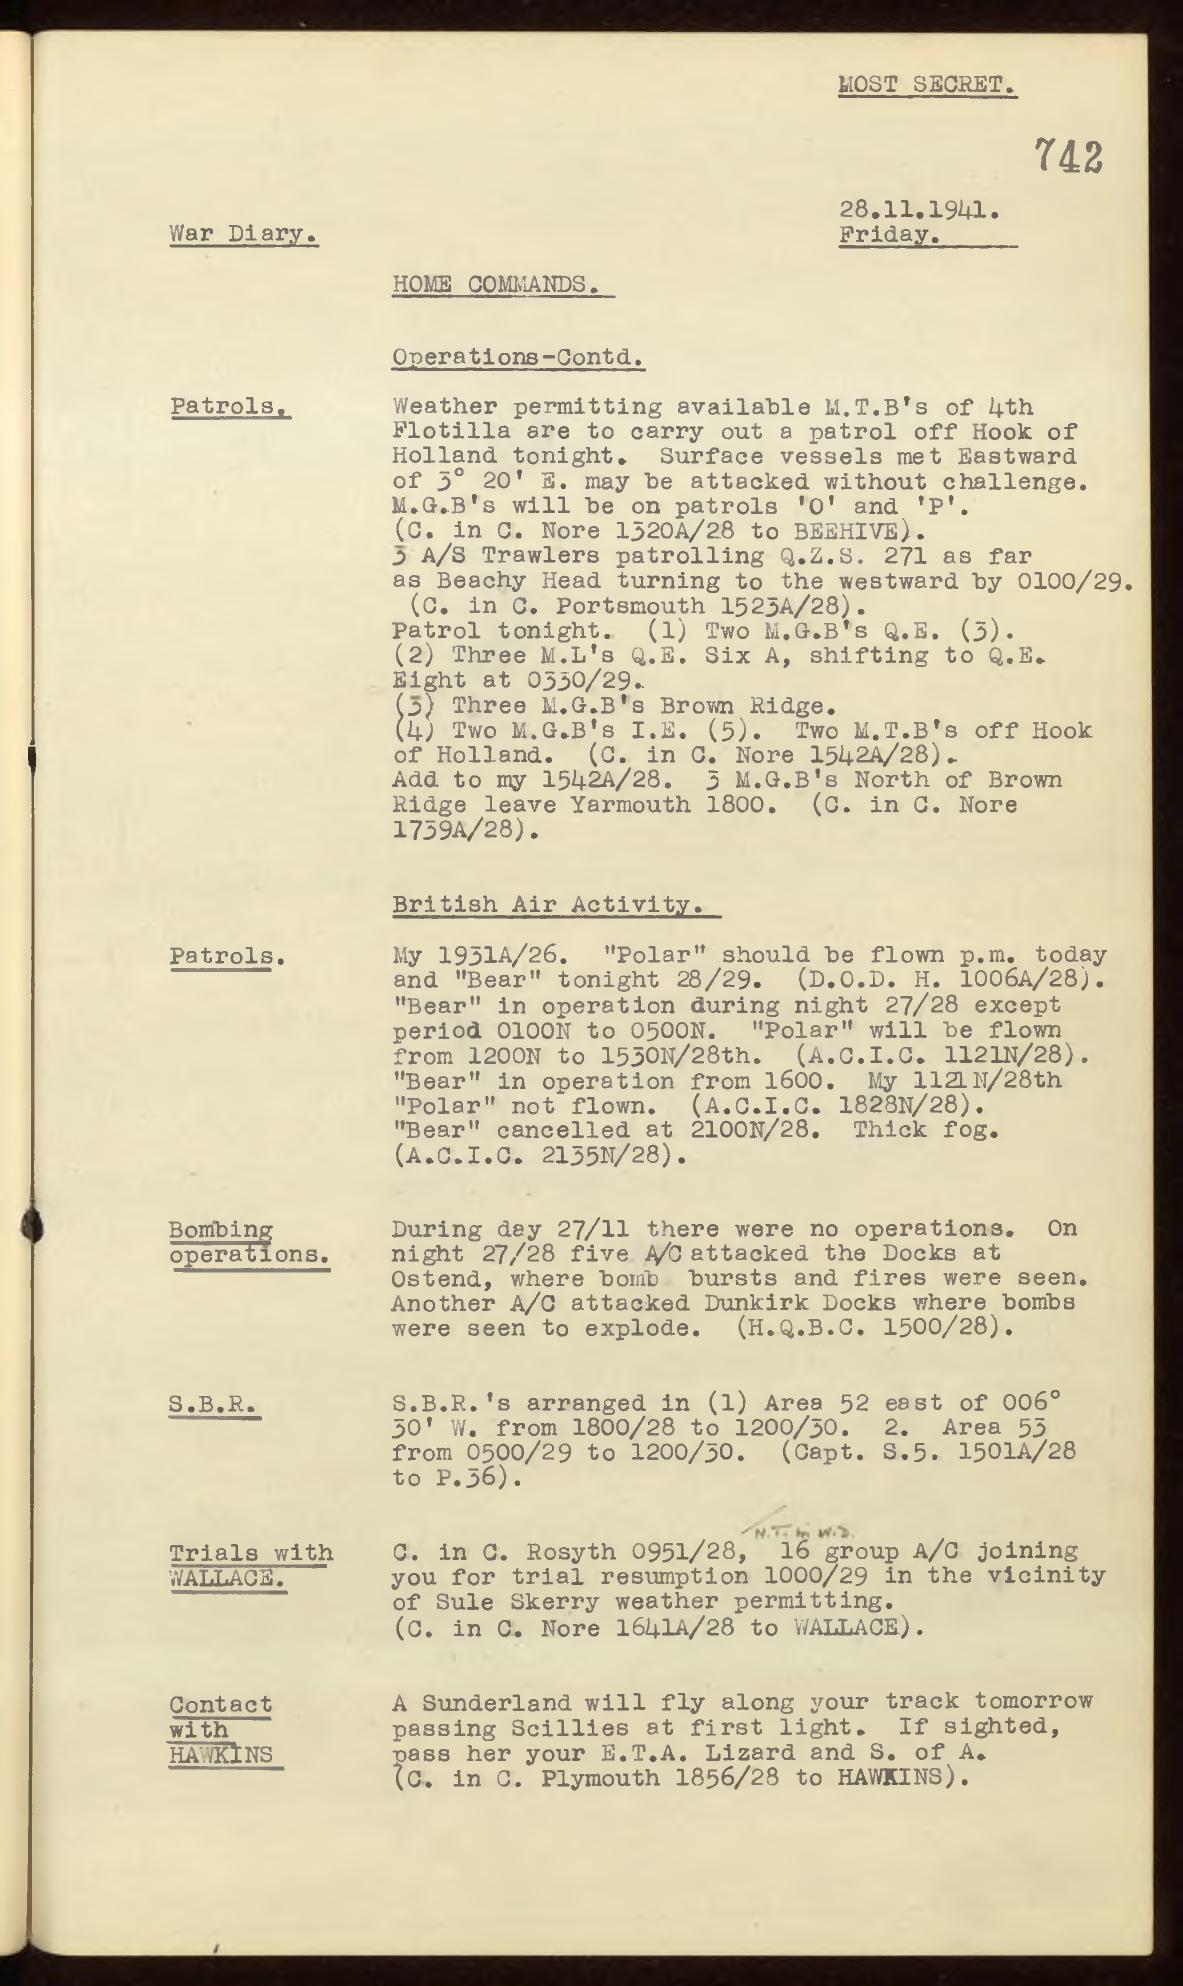 MOST SECRET.
742
28.11.1941.
War Diary.
Friday.
HOME COMMANDS.
Operations-Contd.
Patrols.
Weather permitting available M.T.B's of 4th
Flotilla are to carry out a patrol off Hook of
Holland tonight. Surface vessels met Eastward
of 3° 20' E. may be attacked without challenge.
M.G.B's will be on patrols 'O' and 'P'.
(C. in C. Nore 1320A/28 to BEEHIVE).
3 A/S Trawlers patrolling Q.Z.S. 271 as far
as Beachy Head turning to the westward by 0100/29.
(C. in C. Portsmouth 1523A/28).
Patrol tonight. (1) Two M.G.B's Q.E. (3).
(2) Three M.L's Q.E. Six A, shifting to Q.E.
Eight at 0330/29.
(3) Three M.G.B's Brown Ridge.
(4) Two M.G.B's I.E. (5). Two M.T.B's off Hook
of Holland. (C. in C. Nore 1542A/28).
Add to my 1542A/28. 3 M.G.B's North of Brown
Ridge leave Yarmouth 1800. (C. in C. Nore
1739A/28).
British Air Activity.
Patrols.
My 1931A/26. "Polar" should be flown p.m. today
and "Bear" tonight 28/29. (D.O.D. H. 1006A/28).
"Bear" in operation during night 27/28 except
period 0100N to 0500N. "Polar" will be flown
from 1200N to 1530N/28th. (A.C.I.C. 1121N/28).
"Bear" in operation from 1600. My 1121N/28th
"Polar" not flown. (A.C.I.C. 1828N/28).
"Bear" cancelled at 2100N/28. Thick fog.
(A.C.I.C. 2135N/28).
Bombing
operations.
During day 27/11 there were no operations. On
night 27/28 five A/C attacked the Docks at
Ostend, where bomb bursts and fires were seen.
Another A/C attacked Dunkirk Docks where bombs
were seen to explode. (H.Q.B.C. 1500/28).
S.B.R.
S.B.R.'s arranged in (1) Area 52 east of 006°
30' W. from 1800/28 to 1200/30. 2. Area 53
from 0500/29 to 1200/30. (Capt. S.5. 1501A/28
to P.36).
N.T. in W.D.
Trials with
WALLACE.
C. in C. Rosyth 0951/28, 16 group A/C joining
you for trial resumption 1000/29 in the vicinity
of Sule Skerry weather permitting.
(C. in C. Nore 1641A/28 to WALLACE).
Contact
with
HAWKINS
A Sunderland will fly along your track tomorrow
passing Scillies at first light. If sighted,
pass her your E.T.A. Lizard and S. of A.
(C. in C. Plymouth 1856/28 to HAWKINS).